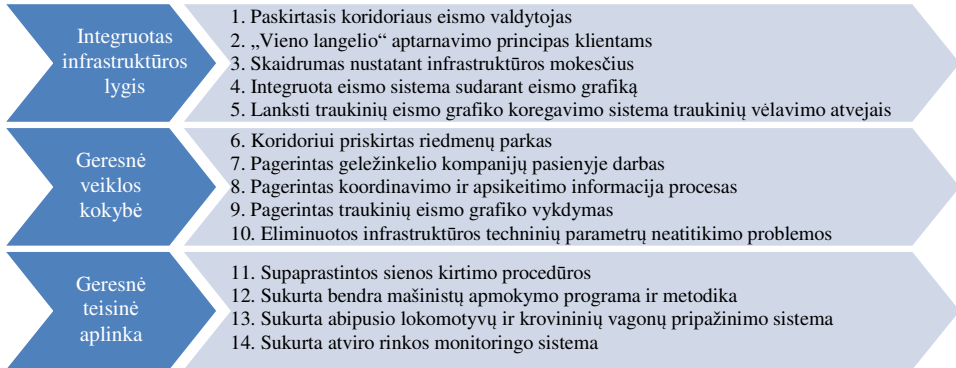 Integruotas
infrastruktūros
lygis
1. Paskirtasis koridoriaus eismo valdytojas
2. „Vieno langelio“ aptarnavimo principas klientams
3. Skaidrumas nustatant infrastruktūros mokesčius
4. Integruota eismo sistema sudarant eismo grafiką
5. Lanksti traukinių eismo grafiko koregavimo sistema traukinių vėlavimo atvejais
Geresnė
veiklos
kokybė
6. Koridoriui priskirtas riedmenų parkas
7. Pagerintas geležinkelio kompanijų pasienyje darbas
8. Pagerintas koordinavimo ir apsikeitimo informacija procesas
9. Pagerintas traukinių eismo grafiko vykdymas
10. Eliminuotos infrastruktūros techninių parametrų neatitikimo problemos
Geresnė
teisinė
aplinka
11. Supaprastintos sienos kirtimo procedūros
12. Sukurta bendra mašinistų apmokymo programa ir metodika
13. Sukurta abipusio lokomotyvų ir krovininių vagonų pripažinimo sistema
14. Sukurta atviro rinkos monitoringo sistema